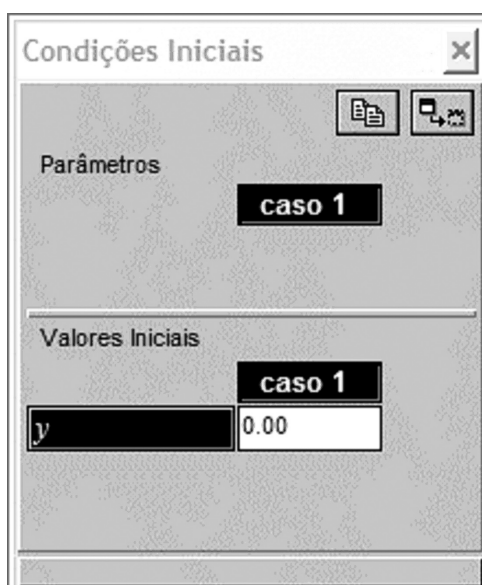 Condições Iniciais
Parâmetros
caso 1
Valores Iniciais
caso 1
y 0.00